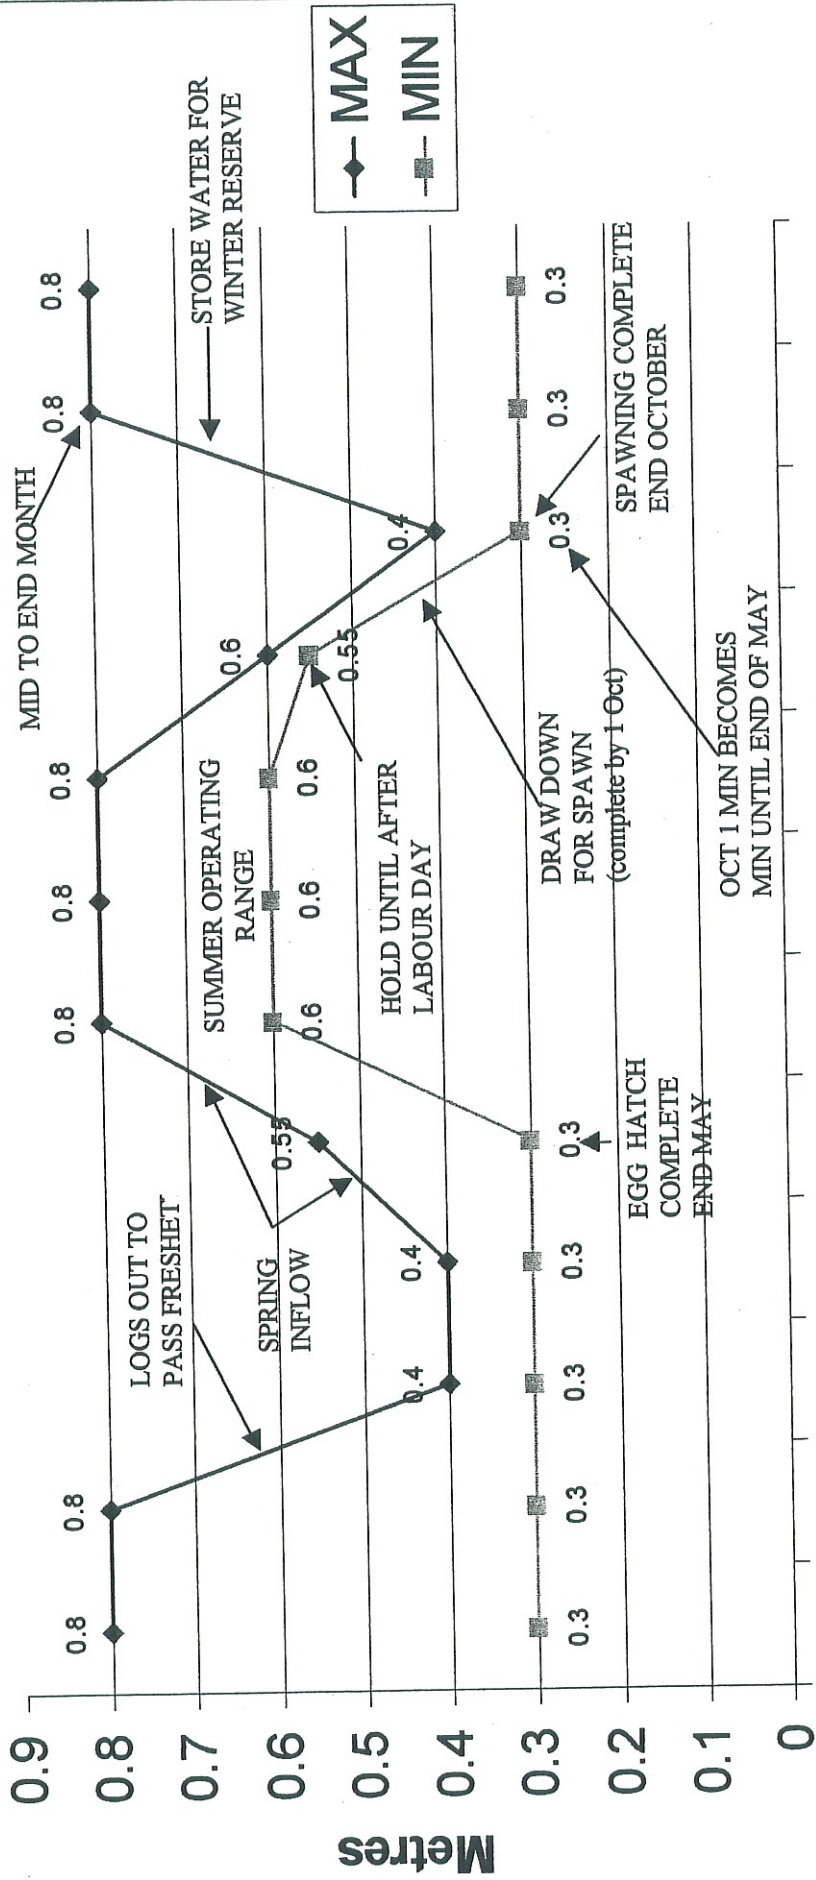 MID TO END MONTH
STORE WATER FOR
WINTER RESERVE
MAX
MIN
LOGS OUT TO
PASS FRESHET
SPRING
INFLOW
SUMMER OPERATING
RANGE
HOLD UNTIL AFTER
LABOUR DAY
DRAW DOWN
FOR SPAWN
(complete by 1 Oct)
SPAWNING COMPLETE
END OCTOBER
EGG HATCH
COMPLETE
END MAY
OCT 1 MIN BECOMES
MIN UNTIL END OF MAY
0.8
0.8
0.4
0.4
0.55
0.8
0.8
0.8
0.6
0.4
0.8
0.8
0.3
0.3
0.3
0.3
0.3
0.6
0.6
0.6
0.55
0.3
0.3
0.3
Metres
0.9
0.8
0.7
0.6
0.5
0.4
0.3
0.2
0.1
0